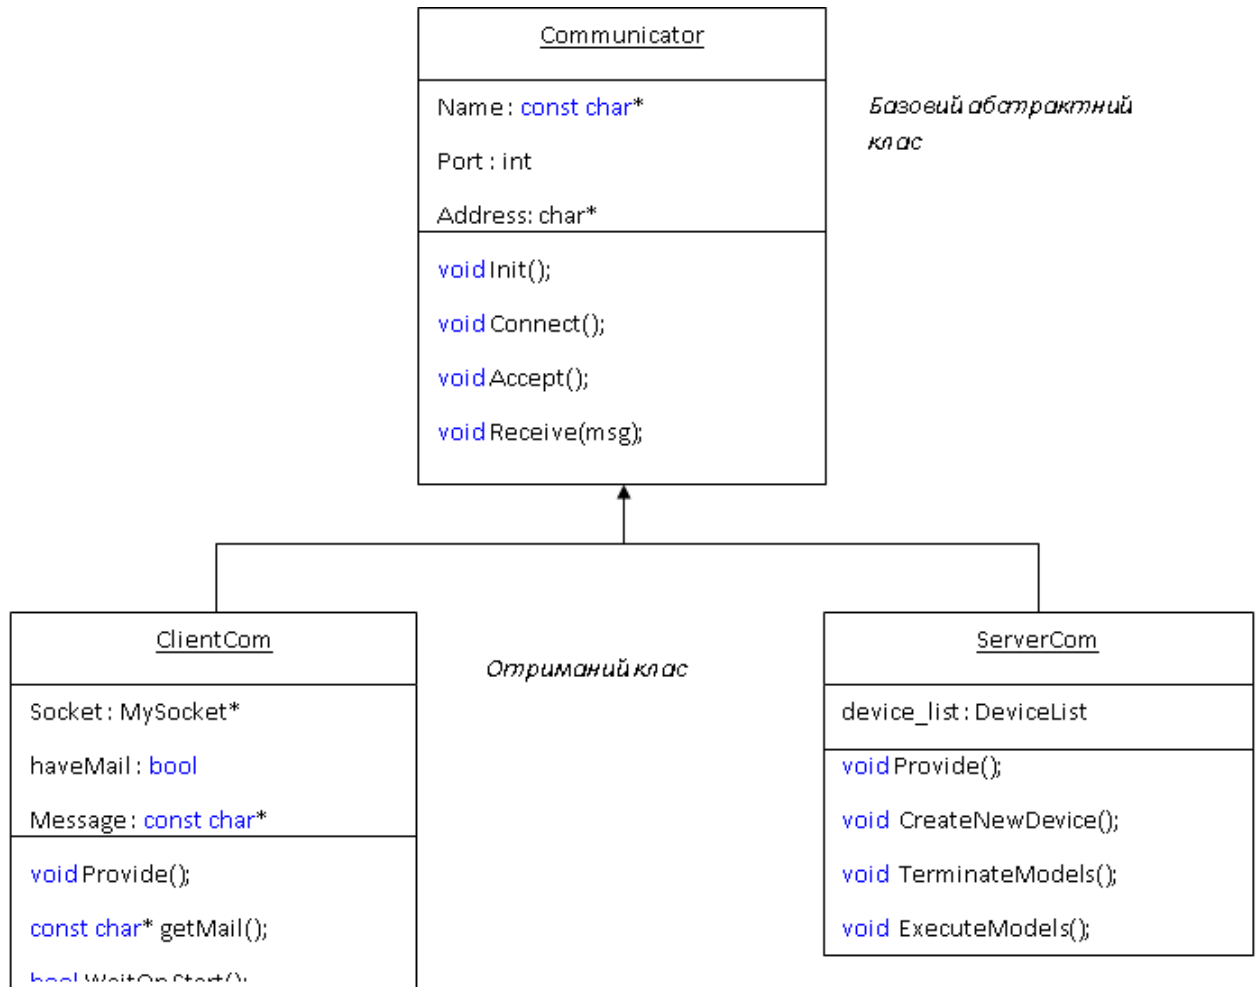 Communicator
Name : const char*
Port : int
Address: char*
void Init();
void Connect();
void Accept();
void Receive(msg);
Базовий абстрактний
клас
ClientCom
Socket : MySocket*
haveMail : bool
Message : const char*
void Provide();
const char* getMail();
bool WaitOnStart();
Отриманий клас
ServerCom
device_list : DeviceList
void Provide();
void CreateNewDevice();
void TerminateModels();
void ExecuteModels();